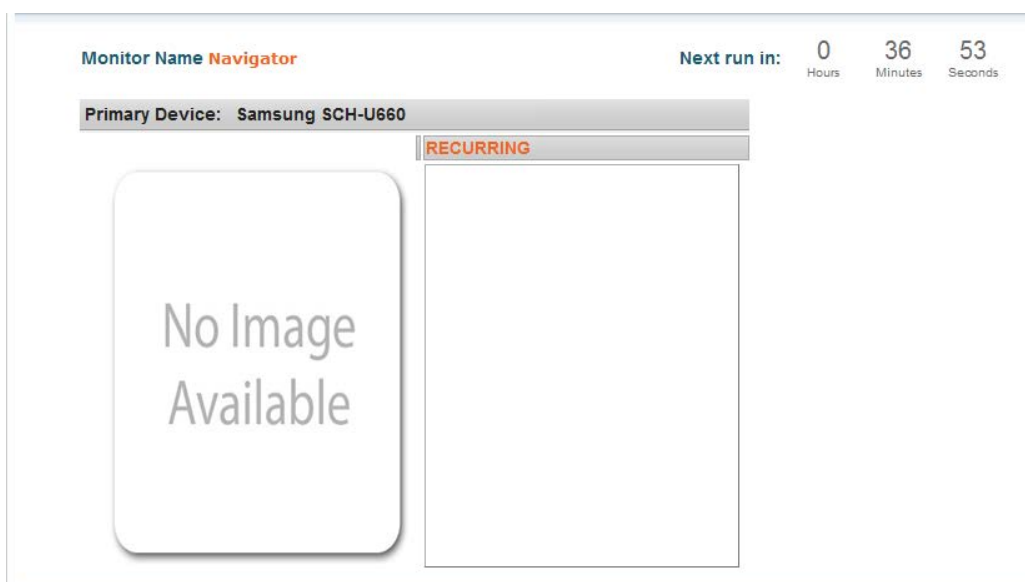 Monitor Name Navigator
Next run in: 0 Hours 36 Minutes 53 Seconds
Primary Device: Samsung SCH-U660
RECURRING
No Image
Available